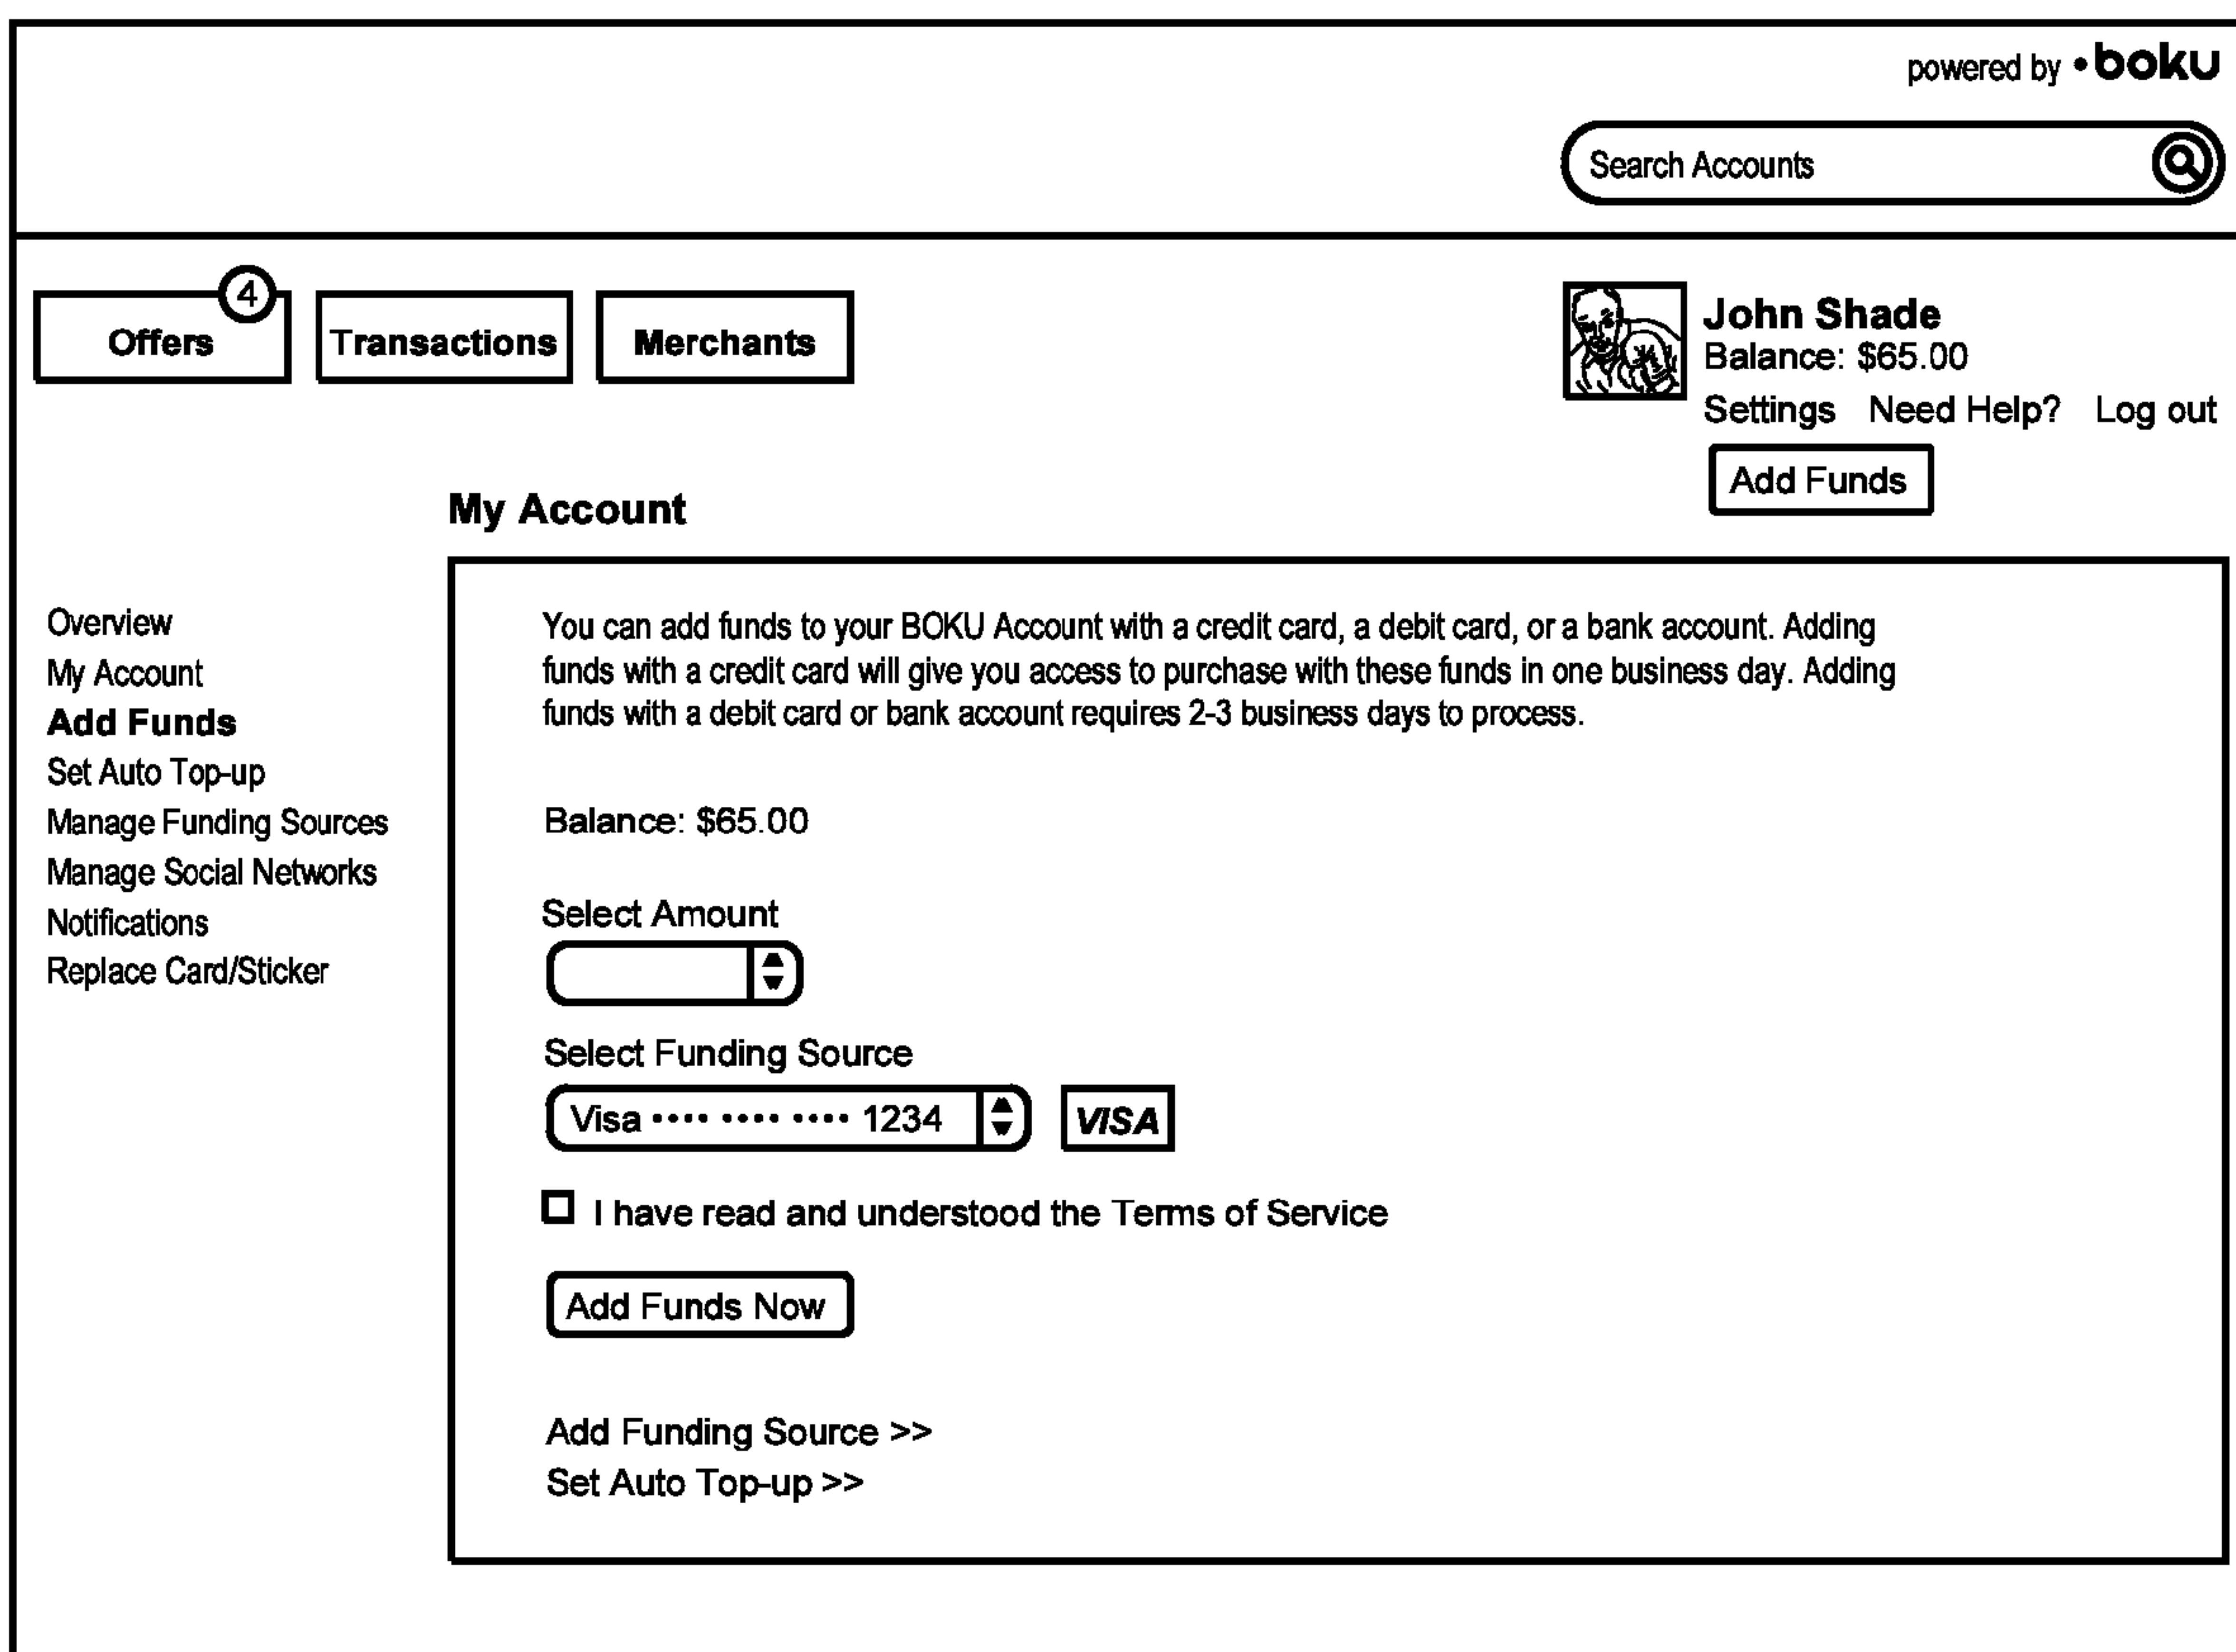 powered by •boku
Search Accounts
4
Offers
Transactions
Merchants
John Shade
Balance: $65.00
Settings Need Help? Log out
Add Funds
My Account
Overview
My Account
Add Funds
Set Auto Top-up
Manage Funding Sources
Manage Social Networks
Notifications
Replace Card/Sticker
You can add funds to your BOKU Account with a credit card, a debit card, or a bank account. Adding
funds with a credit card will give you access to purchase with these funds in one business day. Adding
funds with a debit card or bank account requires 2-3 business days to process.
Balance: $65.00
Select Amount
Select Funding Source
Visa •••• •••• •••• 1234
VISA
I have read and understood the Terms of Service
Add Funds Now
Add Funding Source >>
Set Auto Top-up >>